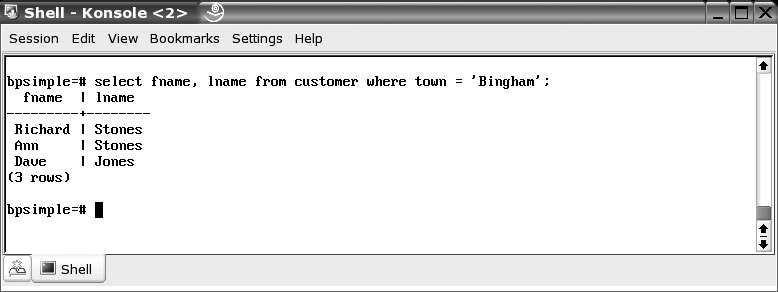 Shell - Konsole <2>
Session Edit View Bookmarks Settings Help
bpsimple=# select fname, lname from customer where town = 'Bingham';
  fname  | lname
---------+--------
 Richard | Stones
 Ann     | Stones
 Dave    | Jones
(3 rows)
bpsimple=#
Shell